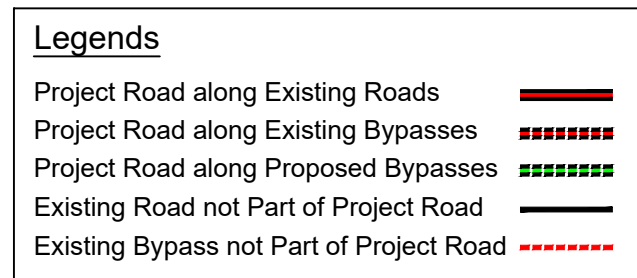 Legends
Project Road along Existing Roads
Project Road along Existing Bypasses
Project Road along Proposed Bypasses
Existing Road not Part of Project Road
Existing Bypass not Part of Project Road